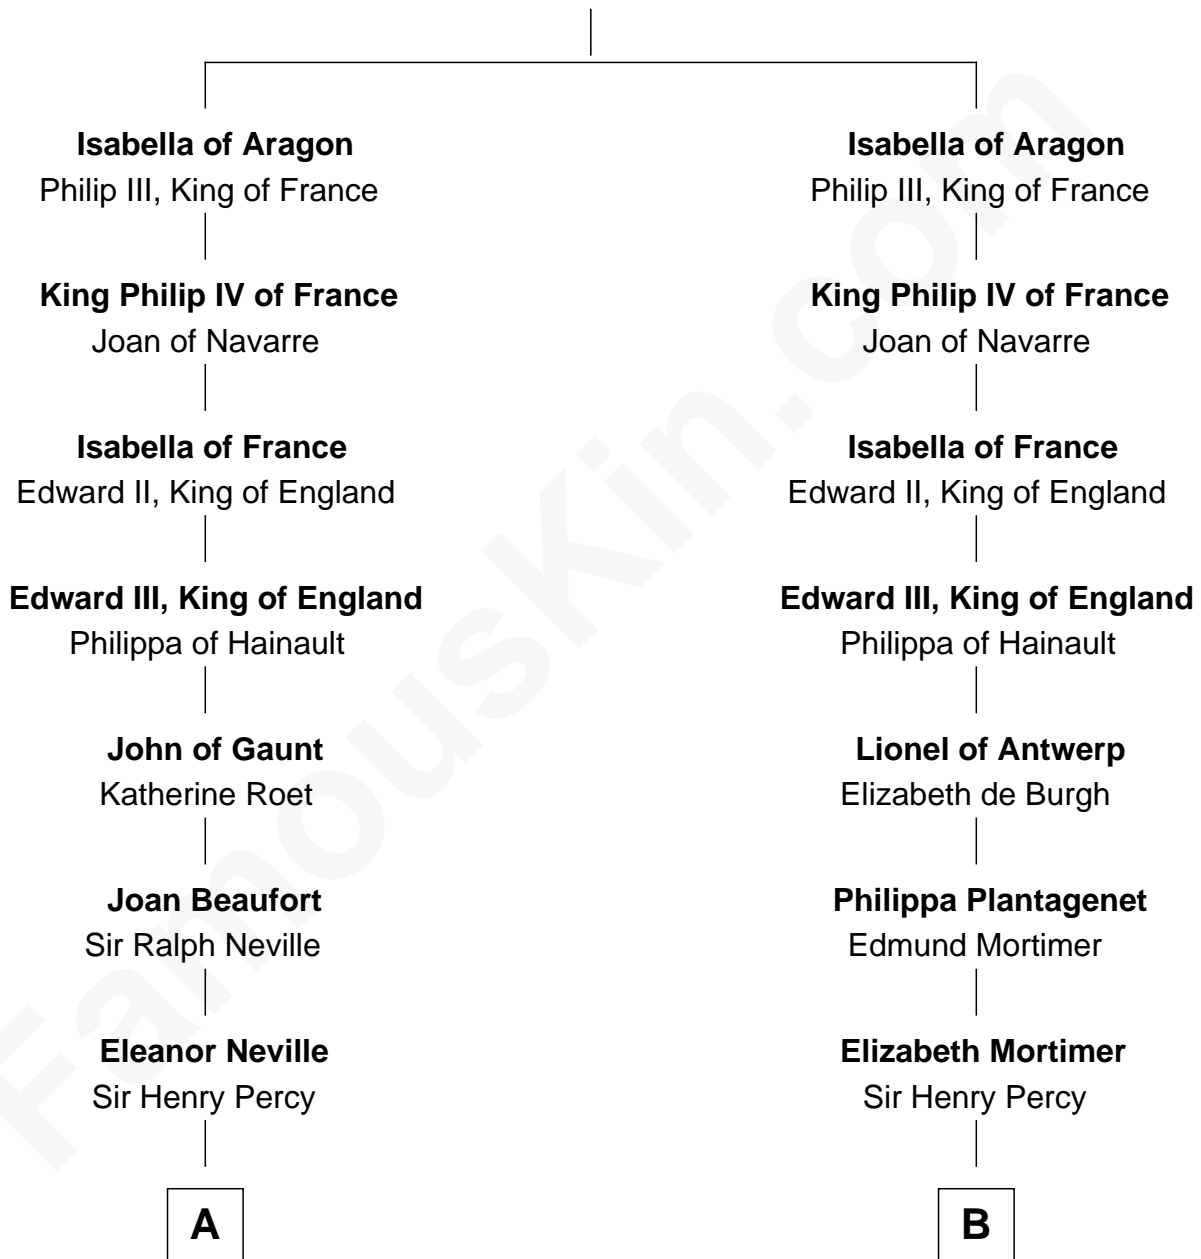 Isabella of Aragon
Philip III, King of France
King Philip IV of France
Joan of Navarre
Isabella of France
Edward II, King of England
Edward III, King of England
Philippa of Hainault
John of Gaunt
Katherine Roet
Joan Beaufort
Sir Ralph Neville
Eleanor Neville
Sir Henry Percy
A
Isabella of Aragon
Philip III, King of France
King Philip IV of France
Joan of Navarre
Isabella of France
Edward II, King of England
Edward III, King of England
Philippa of Hainault
Lionel of Antwerp
Elizabeth de Burgh
Philippa Plantagenet
Edmund Mortimer
Elizabeth Mortimer
Sir Henry Percy
B
FamousKin.com